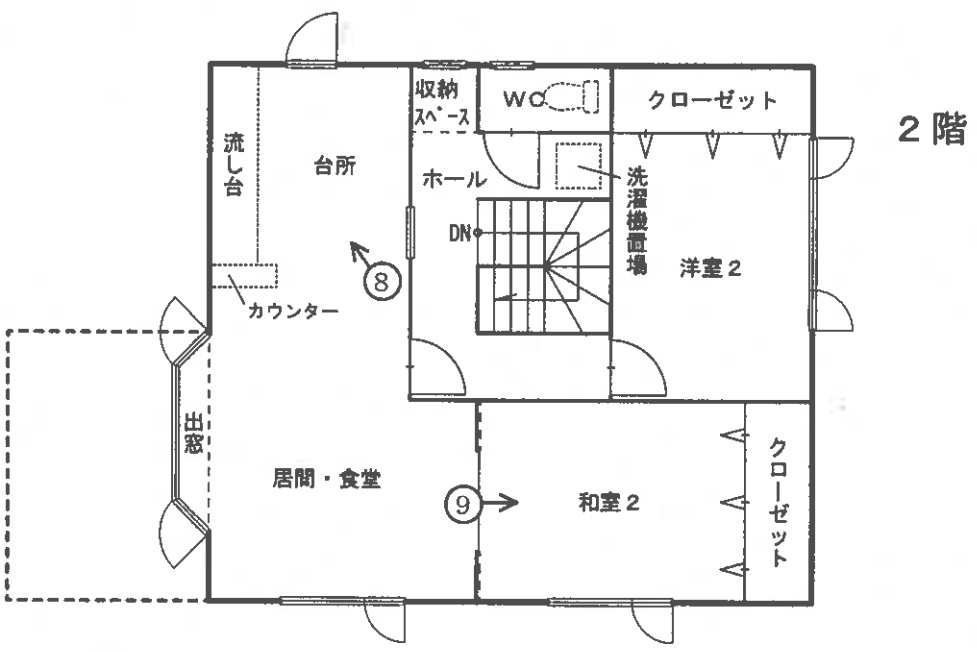 2階
収納
スペース
WC
クローゼット
流し台
台所
ホール
洗濯機置場
DN
洋室2
⑧
カウンター
出窓
居間・食堂
⑨
和室2
クローゼット